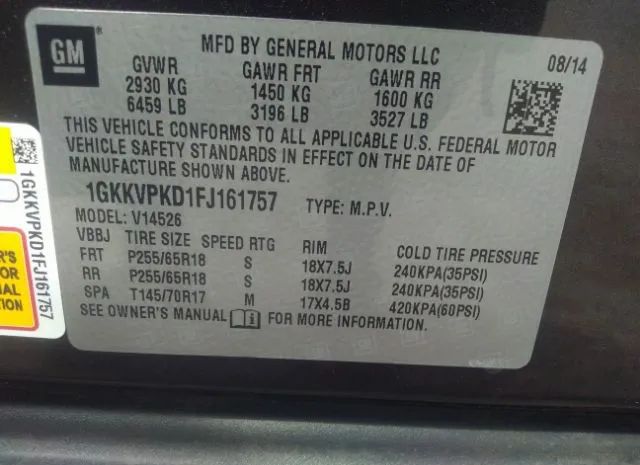 GM
MFD BY GENERAL MOTORS LLC
08/14
GVWR GAWR FRT GAWR RR
2930 KG 1450 KG 1600 KG
6459 LB 3196 LB 3527 LB
THIS VEHICLE CONFORMS TO ALL APPLICABLE U.S. FEDERAL MOTOR
VEHICLE SAFETY STANDARDS IN EFFECT ON THE DATE OF
MANUFACTURE SHOWN ABOVE.
1GKKVPKD1FJ161757 TYPE: M.P.V.
MODEL: V14526
VBBJ TIRE SIZE SPEED RTG RIM COLD TIRE PRESSURE
FRT P255/65R18 S 18X7.5J 240KPA(35PSI)
RR P255/65R18 S 18X7.5J 240KPA(35PSI)
SPA T145/70R17 M 17X4.5B 420KPA(60PSI)
SEE OWNER'S MANUAL FOR MORE INFORMATION.
1GKKVPKD1FJ161757